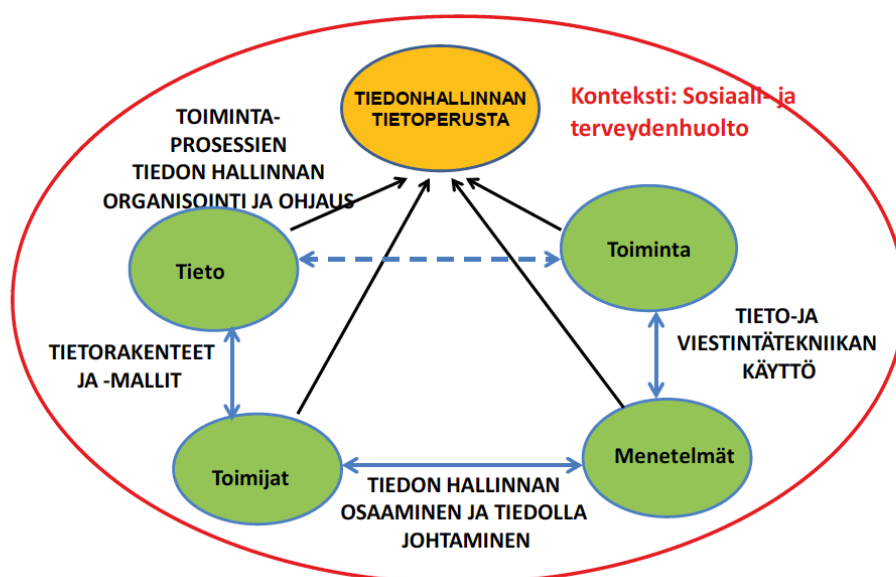 TIEDONHALLINNAN
TIETOPERUSTA
Konteksti: Sosiaali- ja
terveydenhuolto
TOIMINTA-
PROSESSIEN
TIEDON HALLINNAN
ORGANISOINTI JA OHJAUS
Tieto
Toiminta
TIETORAKENTEET
JA -MALLIT
TIETO-JA
VIESTINTÄTEKNIIKAN
KÄYTTÖ
Toimijat
Menetelmät
TIEDON HALLINNAN
OSAAMINEN JA TIEDOLLA
JOHTAMINEN